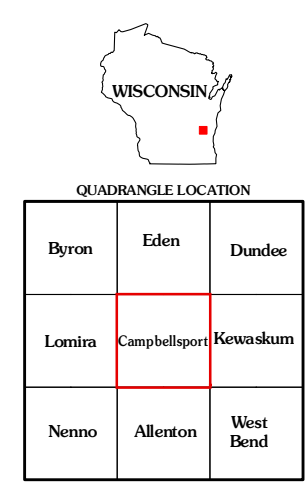 WISCONSIN
QUADRANGLE LOCATION
Byron
Eden
Dundee
Lomira
Campbellsport
Kewaskum
Nenno
Allenton
West
Bend